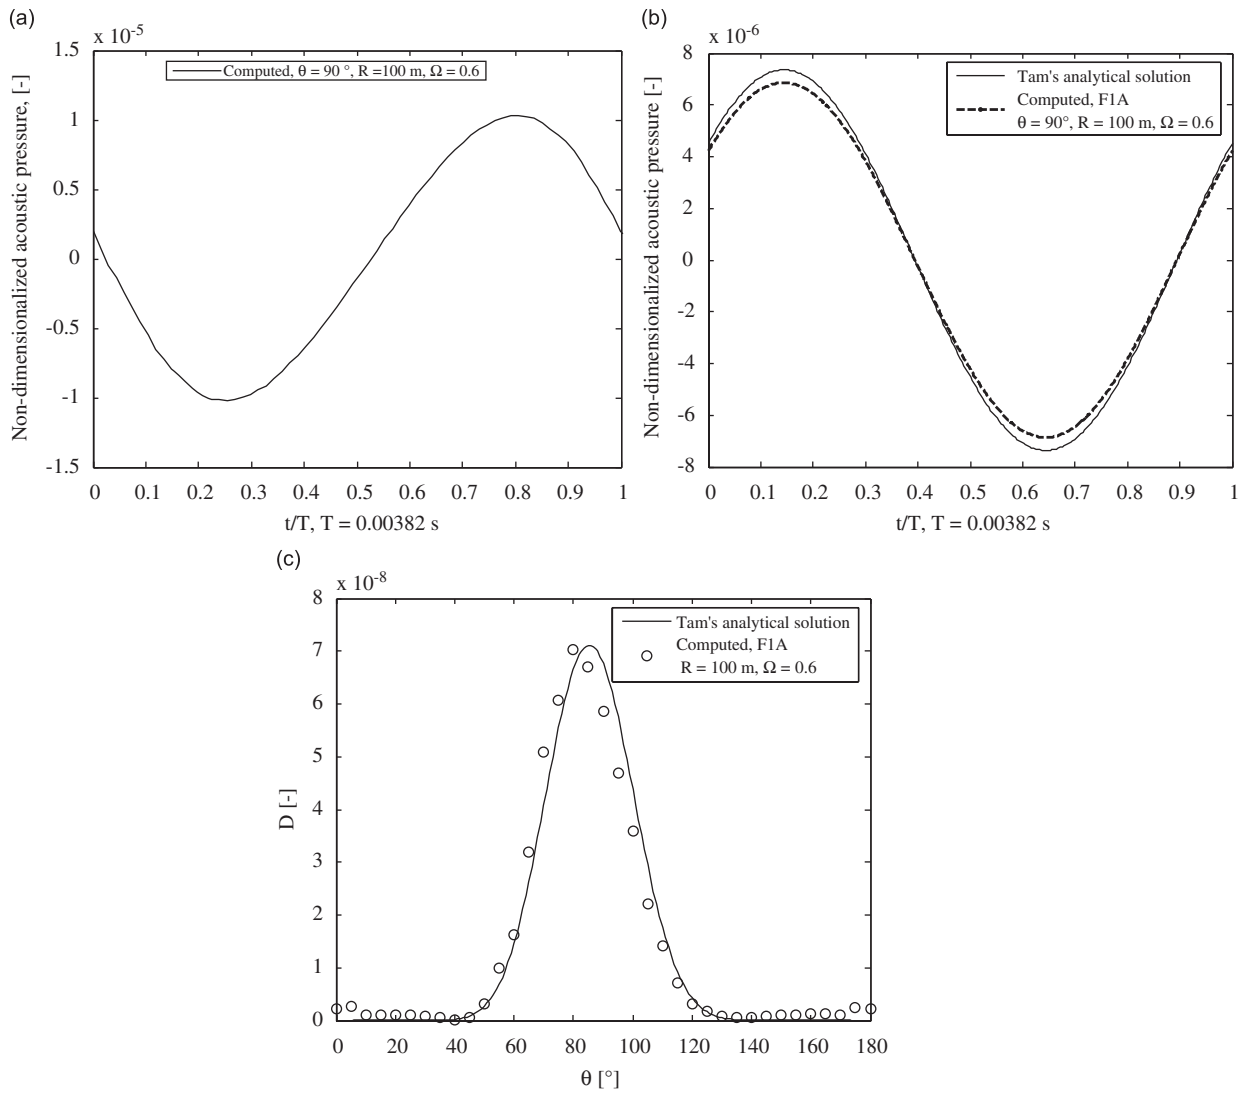 (a)
x 10-5
1.5
1
0.5
0
-0.5
-1
-1.5
Non-dimensionalized acoustic pressure, [-]
Computed, θ = 90 °, R =100 m, Ω = 0.6
0 0.1 0.2 0.3 0.4 0.5 0.6 0.7 0.8 0.9 1
t/T, T = 0.00382 s
(b)
x 10-6
8
6
4
2
0
-2
-4
-6
-8
Non-dimensionalized acoustic pressure [-]
Tam's analytical solution
Computed, F1A
θ = 90°, R = 100 m, Ω = 0.6
0 0.1 0.2 0.3 0.4 0.5 0.6 0.7 0.8 0.9 1
t/T, T = 0.00382 s
(c)
x 10-8
8
7
6
5
4
3
2
1
0
D [-]
Tam's analytical solution
Computed, F1A
R = 100 m, Ω = 0.6
0 20 40 60 80 100 120 140 160 180
θ [°]